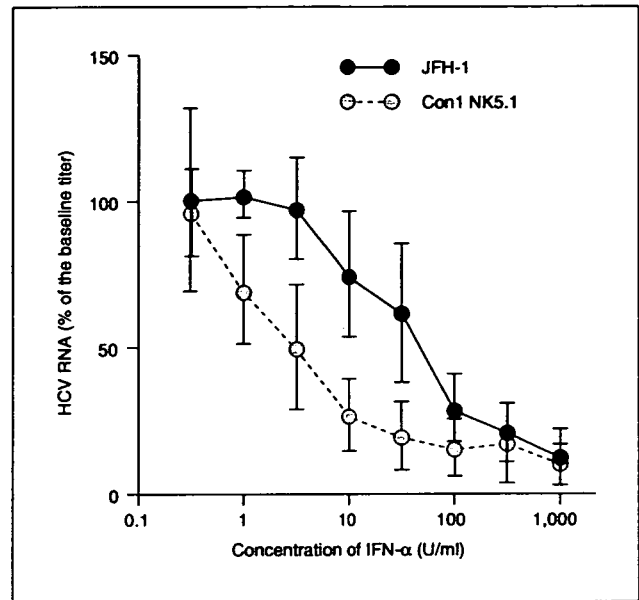 150
100
50
0
0.1
1
10
100
1,000
JFH-1
Con1 NK5.1
HCV RNA (% of the baseline titer)
Concentration of IFN-α (U/ml)